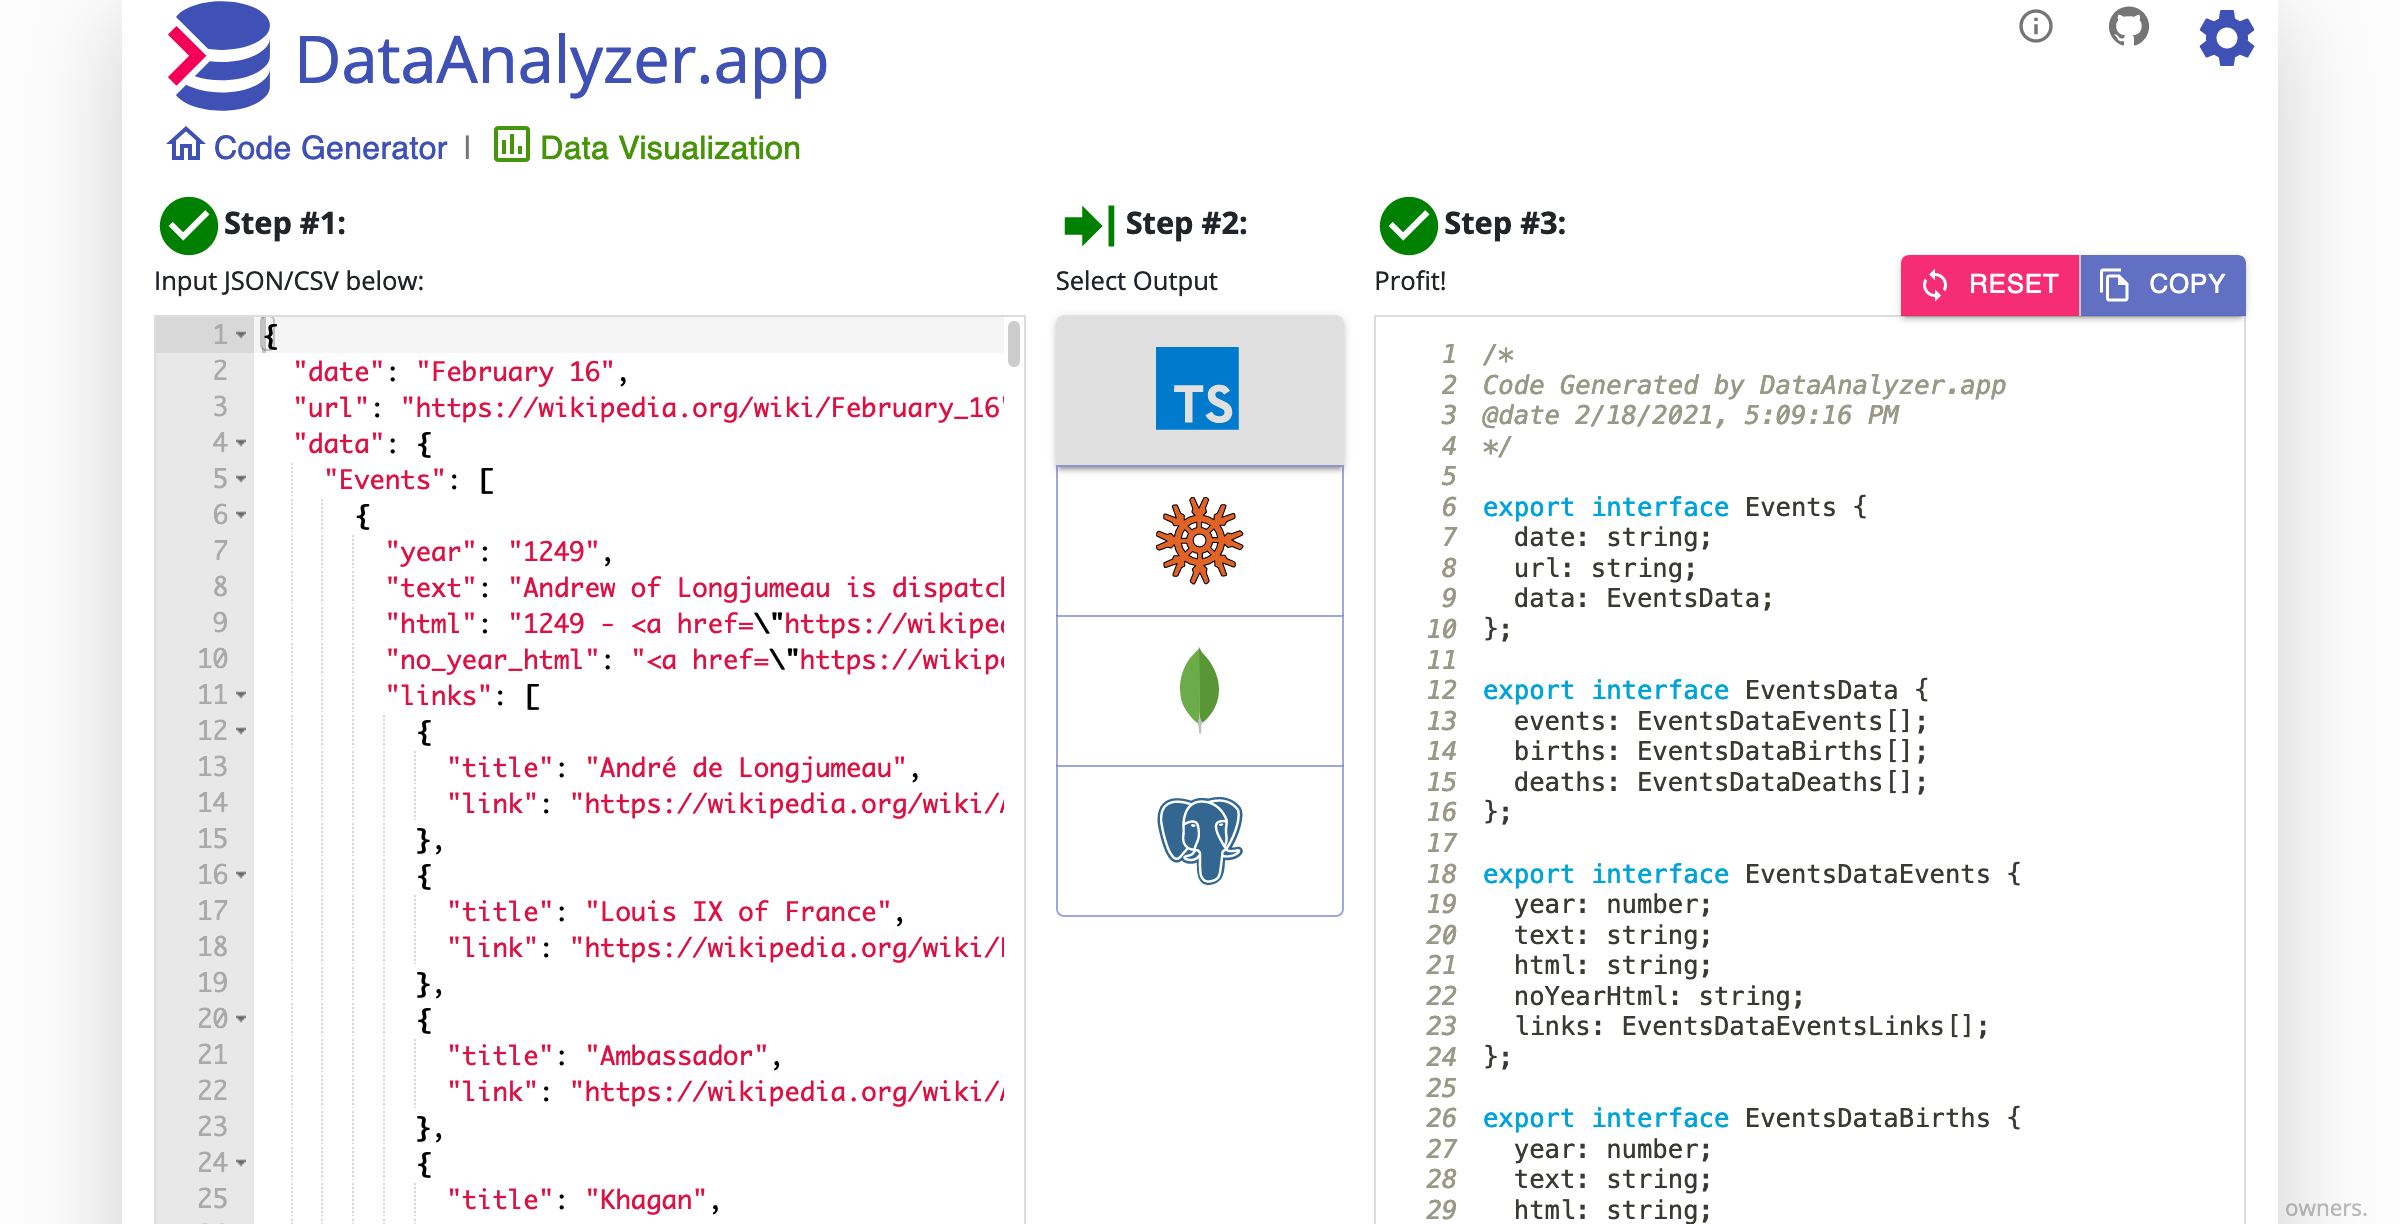 DataAnalyzer.app
Code Generator | Data Visualization
Step #1:
Input JSON/CSV below:
1 {
2 "date": "February 16",
3 "url": "https://wikipedia.org/wiki/February_16"
4 "data": {
5 "Events": [
6 {
7 "year": "1249",
8 "text": "Andrew of Longjumeau is dispatch
9 "html": "1249 - <a href=\"https://wikipe
10 "no_year_html": "<a href=\"https://wikip
11 "links": [
12 {
13 "title": "André de Longjumeau",
14 "link": "https://wikipedia.org/wiki/
15 },
16 {
17 "title": "Louis IX of France",
18 "link": "https://wikipedia.org/wiki/
19 },
20 {
21 "title": "Ambassador",
22 "link": "https://wikipedia.org/wiki/
23 },
24 {
25 "title": "Khagan",
Step #2:
Select Output
TS
Step #3:
Profit!
RESET
COPY
1 /*
2 Code Generated by DataAnalyzer.app
3 @date 2/18/2021, 5:09:16 PM
4 */
5
6 export interface Events {
7 date: string;
8 url: string;
9 data: EventsData;
10 };
11
12 export interface EventsData {
13 events: EventsDataEvents[];
14 births: EventsDataBirths[];
15 deaths: EventsDataDeaths[];
16 };
17
18 export interface EventsDataEvents {
19 year: number;
20 text: string;
21 html: string;
22 noYearHtml: string;
23 links: EventsDataEventsLinks[];
24 };
25
26 export interface EventsDataBirths {
27 year: number;
28 text: string;
29 html: string;
owners.